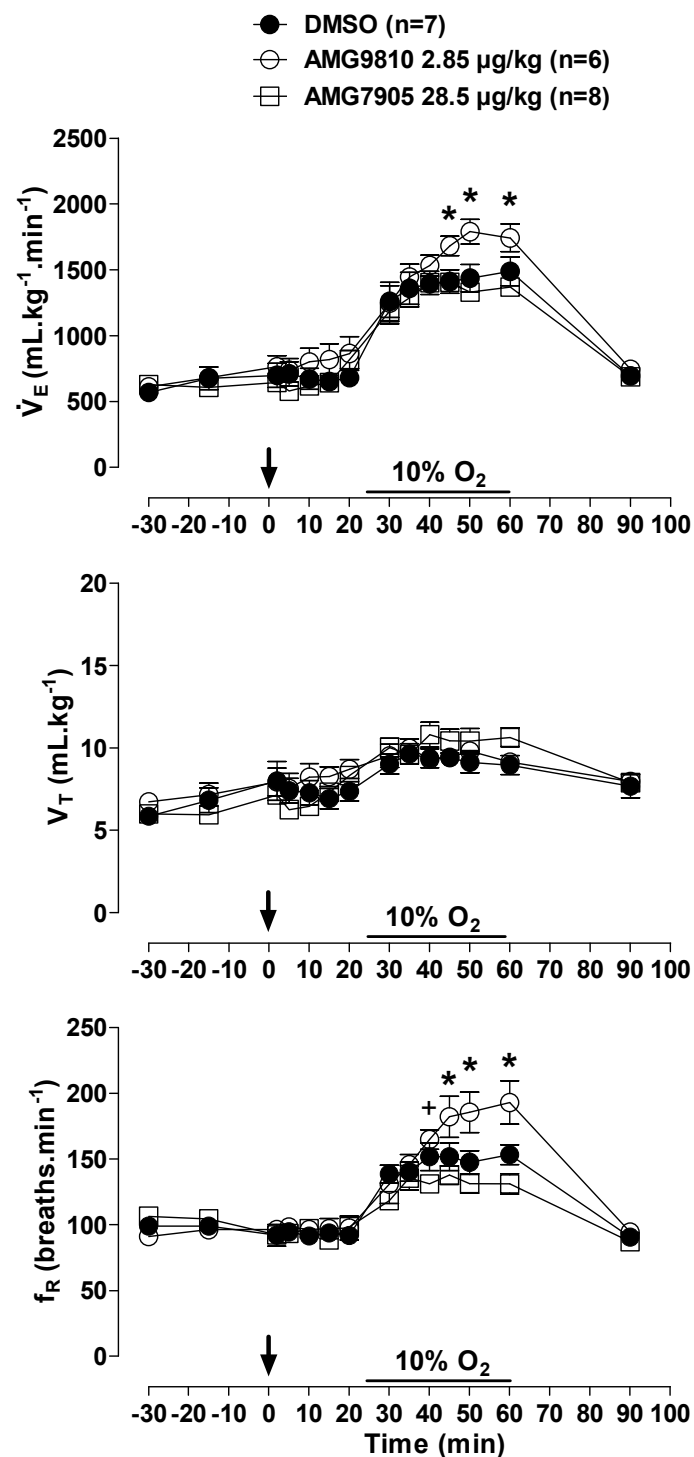 DMSO (n=7)
AMG9810 2.85 µg/kg (n=6)
AMG7905 28.5 µg/kg (n=8)
2500
2000
1500
1000
500
0
V̇E (mL.kg-1.min-1)
* * *
10% O2
-30 -20 -10 0 10 20 30 40 50 60 70 80 90 100
20
15
10
5
0
VT (mL.kg-1)
10% O2
-30 -20 -10 0 10 20 30 40 50 60 70 80 90 100
250
200
150
100
50
0
fR (breaths.min-1)
+ * * *
10% O2
-30 -20 -10 0 10 20 30 40 50 60 70 80 90 100
Time (min)